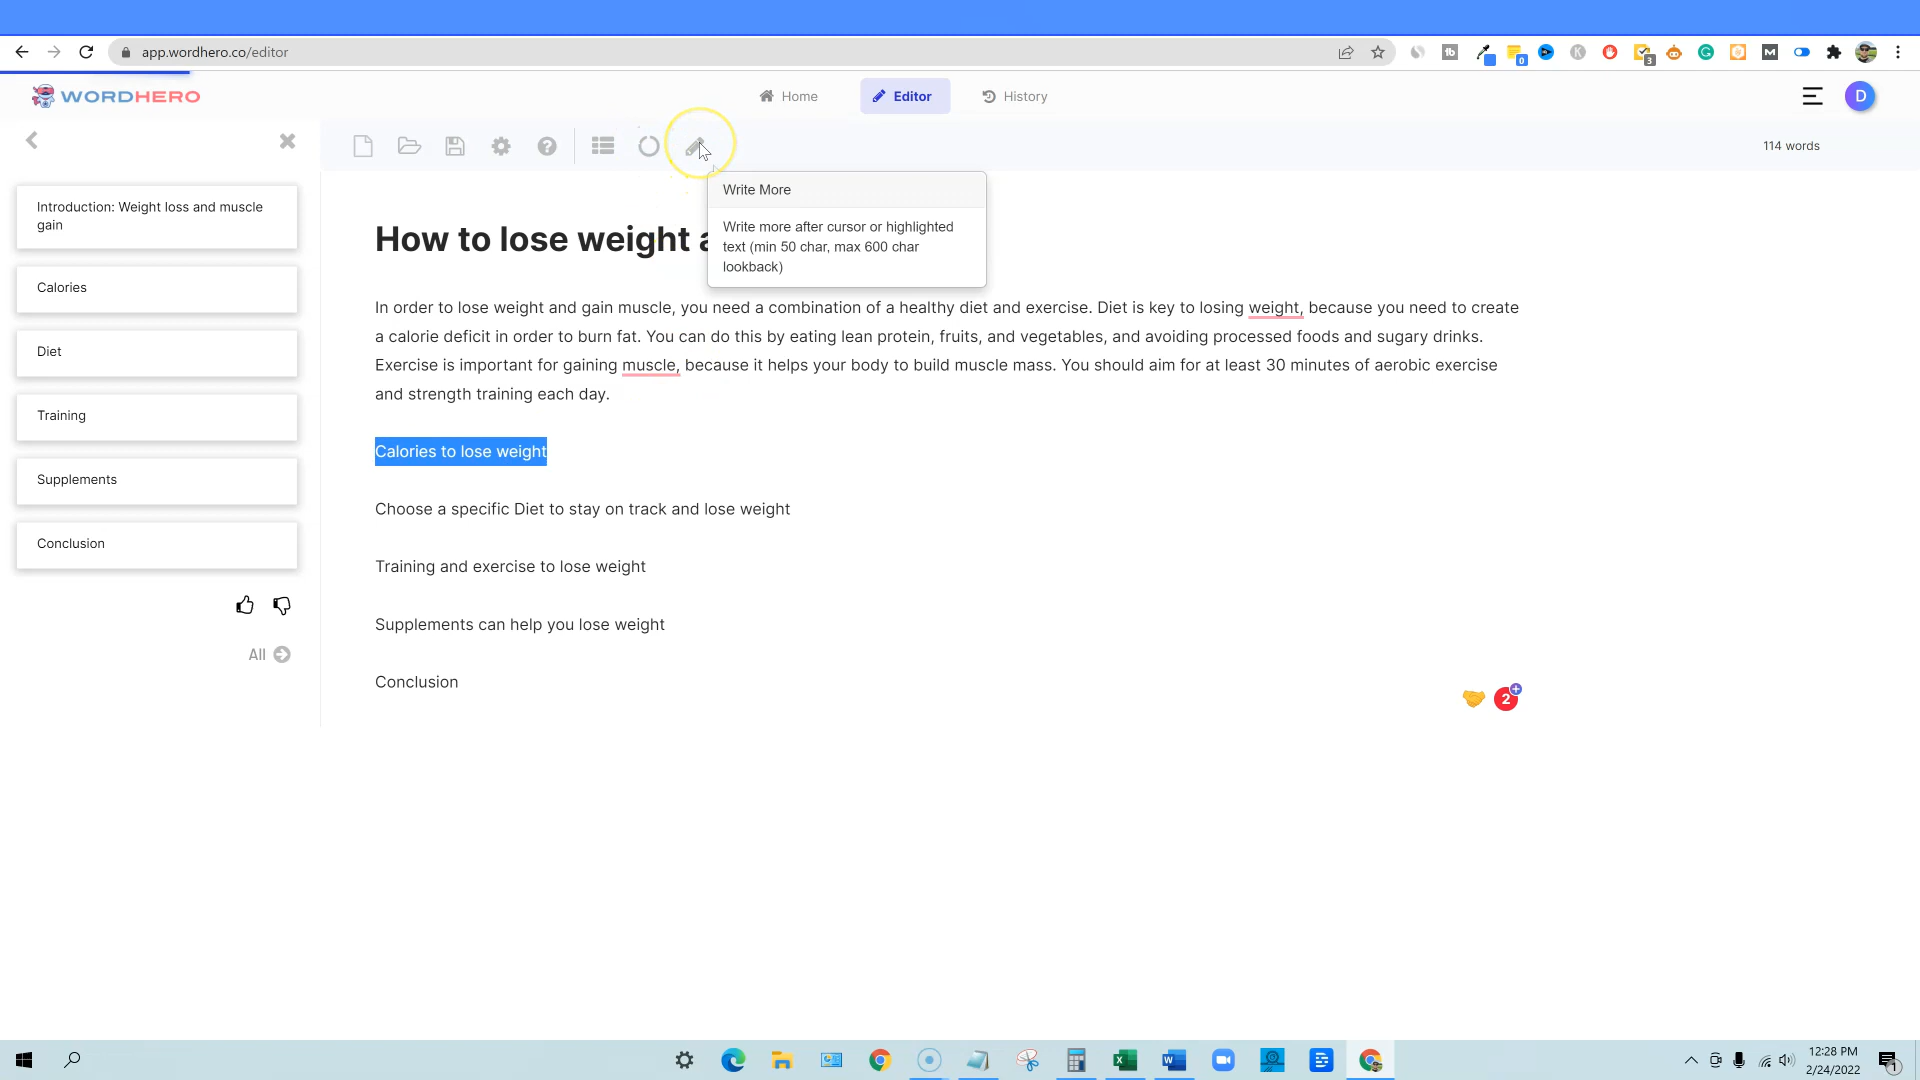 app.wordhero.co/editor
0
3
WORDHERO
Home
Editor
History
D
114 words
Write More
Write more after cursor or highlighted
text (min 50 char, max 600 char
lookback)
Introduction: Weight loss and muscle
gain
Calories
Diet
Training
Supplements
Conclusion
All
How to lose weight a
In order to lose weight and gain muscle, you need a combination of a healthy diet and exercise. Diet is key to losing weight, because you need to create
a calorie deficit in order to burn fat. You can do this by eating lean protein, fruits, and vegetables, and avoiding processed foods and sugary drinks.
Exercise is important for gaining muscle, because it helps your body to build muscle mass. You should aim for at least 30 minutes of aerobic exercise
and strength training each day.
Calories to lose weight
Choose a specific Diet to stay on track and lose weight
Training and exercise to lose weight
Supplements can help you lose weight
Conclusion
2
12:28 PM
2/24/2022
1